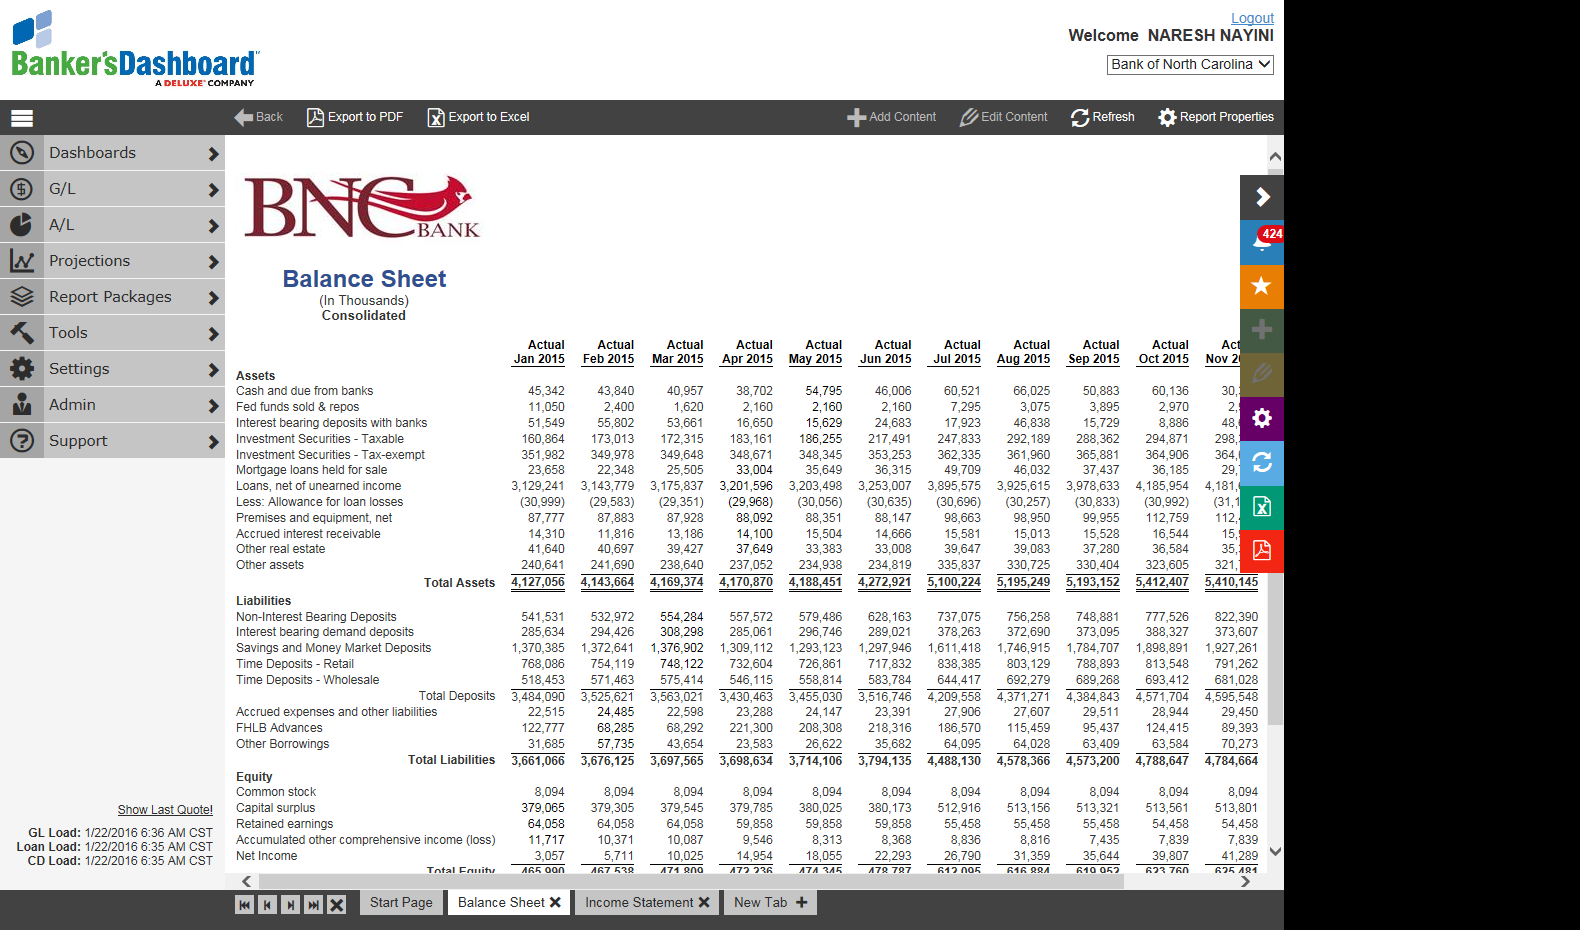 Logout
Welcome NARESH NAYINI
Banker'sDashboard
A DELUXE COMPANY
Bank of North Carolina
Back Export to PDF Export to Excel Add Content Edit Content Refresh Report Properties
Dashboards
G/L
A/L
Projections
Report Packages
Tools
Settings
Admin
Support
424
BNC BANK
Balance Sheet
(In Thousands)
Consolidated
Actual Actual Actual Actual Actual Actual Actual Actual Actual Actual
Jan 2015 Feb 2015 Mar 2015 Apr 2015 May 2015 Jun 2015 Jul 2015 Aug 2015 Sep 2015 Oct 2015 Nov
Assets
Cash and due from banks 45,342 43,840 40,957 38,702 54,795 46,006 60,521 66,025 50,883 60,136
Fed funds sold & repos 11,050 2,400 1,620 2,160 2,160 2,160 7,295 3,075 3,895 2,970
Interest bearing deposits with banks 51,549 55,802 53,661 16,650 15,629 24,683 17,923 46,838 15,729 8,886
Investment Securities - Taxable 160,864 173,013 172,315 183,161 186,255 217,491 247,833 292,189 288,362 294,871
Investment Securities - Tax-exempt 351,982 349,978 349,648 348,671 348,345 353,253 362,335 361,960 365,881 364,906
Mortgage loans held for sale 23,658 22,348 25,505 33,004 35,649 36,315 49,709 46,032 37,437 36,185
Loans, net of unearned income 3,129,241 3,143,779 3,175,837 3,201,596 3,203,498 3,253,007 3,895,575 3,925,615 3,978,633 4,185,954
Less: Allowance for loan losses (30,999) (29,583) (29,351) (29,968) (30,056) (30,635) (30,696) (30,257) (30,833) (30,992)
Premises and equipment, net 87,777 87,883 87,928 88,092 88,351 88,147 98,663 98,950 99,955 112,759
Accrued interest receivable 14,310 11,816 13,186 14,100 15,504 14,666 15,581 15,013 15,528 16,544
Other real estate 41,640 40,697 39,427 37,649 33,383 33,008 39,647 39,083 37,280 36,584
Other assets 240,641 241,690 238,640 237,052 234,938 234,819 335,837 330,725 330,404 323,605
Total Assets 4,127,056 4,143,664 4,169,374 4,170,870 4,188,451 4,272,921 5,100,224 5,195,249 5,193,152 5,412,407 5,410,145
Liabilities
Non-Interest Bearing Deposits 541,531 532,972 554,284 557,572 579,486 628,163 737,075 756,258 748,881 777,526 822,390
Interest bearing demand deposits 285,634 294,426 308,298 285,061 296,746 289,021 378,263 372,690 373,095 388,327 373,607
Savings and Money Market Deposits 1,370,385 1,372,641 1,376,902 1,309,112 1,293,123 1,297,946 1,611,418 1,746,915 1,784,707 1,898,891 1,927,261
Time Deposits - Retail 768,086 754,119 748,122 732,604 726,861 717,832 838,385 803,129 788,893 813,548 791,262
Time Deposits - Wholesale 518,453 571,463 575,414 546,115 558,814 583,784 644,417 692,279 689,268 693,412 681,028
Total Deposits 3,484,090 3,525,621 3,563,021 3,430,463 3,455,030 3,516,746 4,209,558 4,371,271 4,384,843 4,571,704 4,595,548
Accrued expenses and other liabilities 22,515 24,485 22,598 23,288 24,147 23,391 27,906 27,607 29,511 28,944 29,450
FHLB Advances 122,777 68,285 68,292 221,300 208,308 218,316 186,570 115,459 95,437 124,415 89,393
Other Borrowings 31,685 57,735 43,654 23,583 26,622 35,682 64,095 64,028 63,409 63,584 70,273
Total Liabilities 3,661,066 3,676,125 3,697,565 3,698,634 3,714,106 3,794,135 4,488,130 4,578,366 4,573,200 4,788,647 4,784,664
Equity
Common stock 8,094 8,094 8,094 8,094 8,094 8,094 8,094 8,094 8,094 8,094 8,094
Capital surplus 379,065 379,305 379,545 379,785 380,025 380,173 512,916 513,156 513,321 513,561 513,801
Retained earnings 64,058 64,058 64,058 59,858 59,858 59,858 55,458 55,458 55,458 54,458 54,458
Accumulated other comprehensive income (loss) 11,717 10,371 10,087 9,546 8,313 8,368 8,836 8,816 7,435 7,839 7,839
Net Income 3,057 5,711 10,025 14,954 18,055 22,293 26,790 31,359 35,644 39,807 41,289
Total Equity 465,990 467,538 471,809 472,236 474,345 478,787 612,095 616,884 619,952 623,760 625,481
Show Last Quote!
GL Load: 1/22/2016 6:36 AM CST
Loan Load: 1/22/2016 6:35 AM CST
CD Load: 1/22/2016 6:35 AM CST
Start Page Balance Sheet Income Statement New Tab